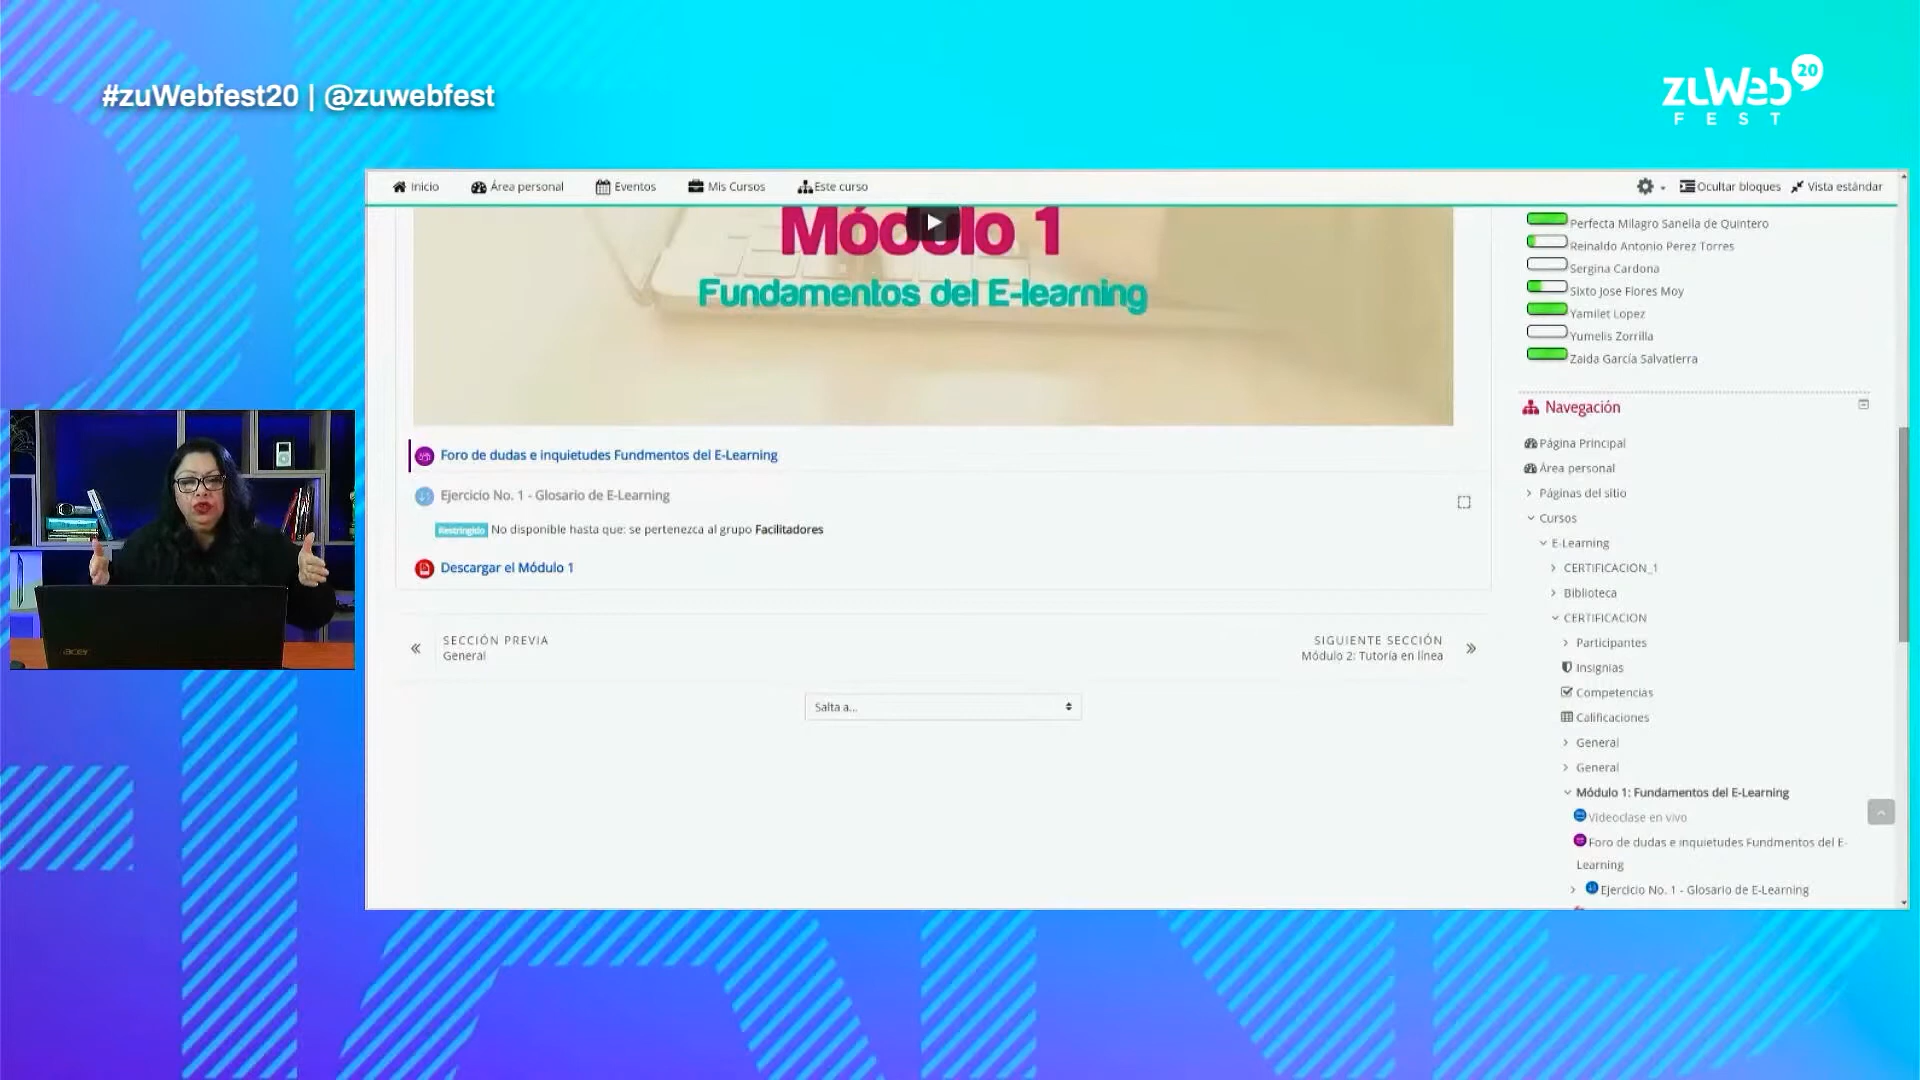 #zuWebfest20 | @zuwebfest
zuWeb 20
FEST
Inicio Área personal Eventos Mis Cursos Este curso Ocultar bloques Vista estándar
Módulo 1
Fundamentos del E-learning
Foro de dudas e inquietudes Fundmentos del E-Learning
Ejercicio No. 1 - Glosario de E-Learning
Restringido No disponible hasta que: se pertenezca al grupo Facilitadores
Descargar el Módulo 1
SECCIÓN PREVIA
General
SIGUIENTE SECCIÓN
Módulo 2: Tutoría en línea
Salta a...
Perfecta Milagro Sanella de Quintero
Reinaldo Antonio Perez Torres
Sergina Cardona
Sixto Jose Flores Moy
Yamilet Lopez
Yumelis Zorrilla
Zaida García Salvatierra
Navegación
Página Principal
Área personal
Páginas del sitio
Cursos
E-Learning
CERTIFICACION_1
Biblioteca
CERTIFICACION
Participantes
Insignias
Competencias
Calificaciones
General
General
Módulo 1: Fundamentos del E-Learning
Videoclase en vivo
Foro de dudas e inquietudes Fundmentos del E-
Learning
Ejercicio No. 1 - Glosario de E-Learning
acer